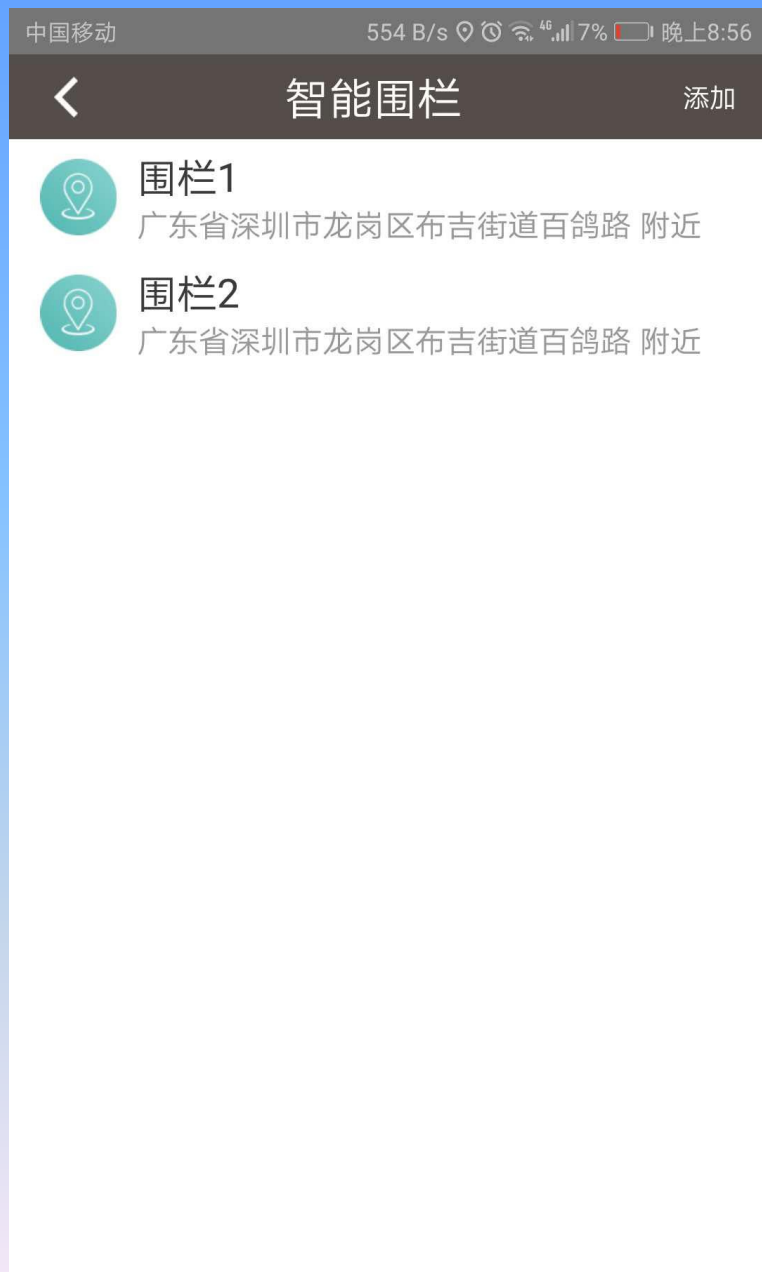 中国移动 554 B/s 4G 7% 晚上8:56
智能围栏 添加
围栏1
广东省深圳市龙岗区布吉街道百鸽路 附近
围栏2
广东省深圳市龙岗区布吉街道百鸽路 附近